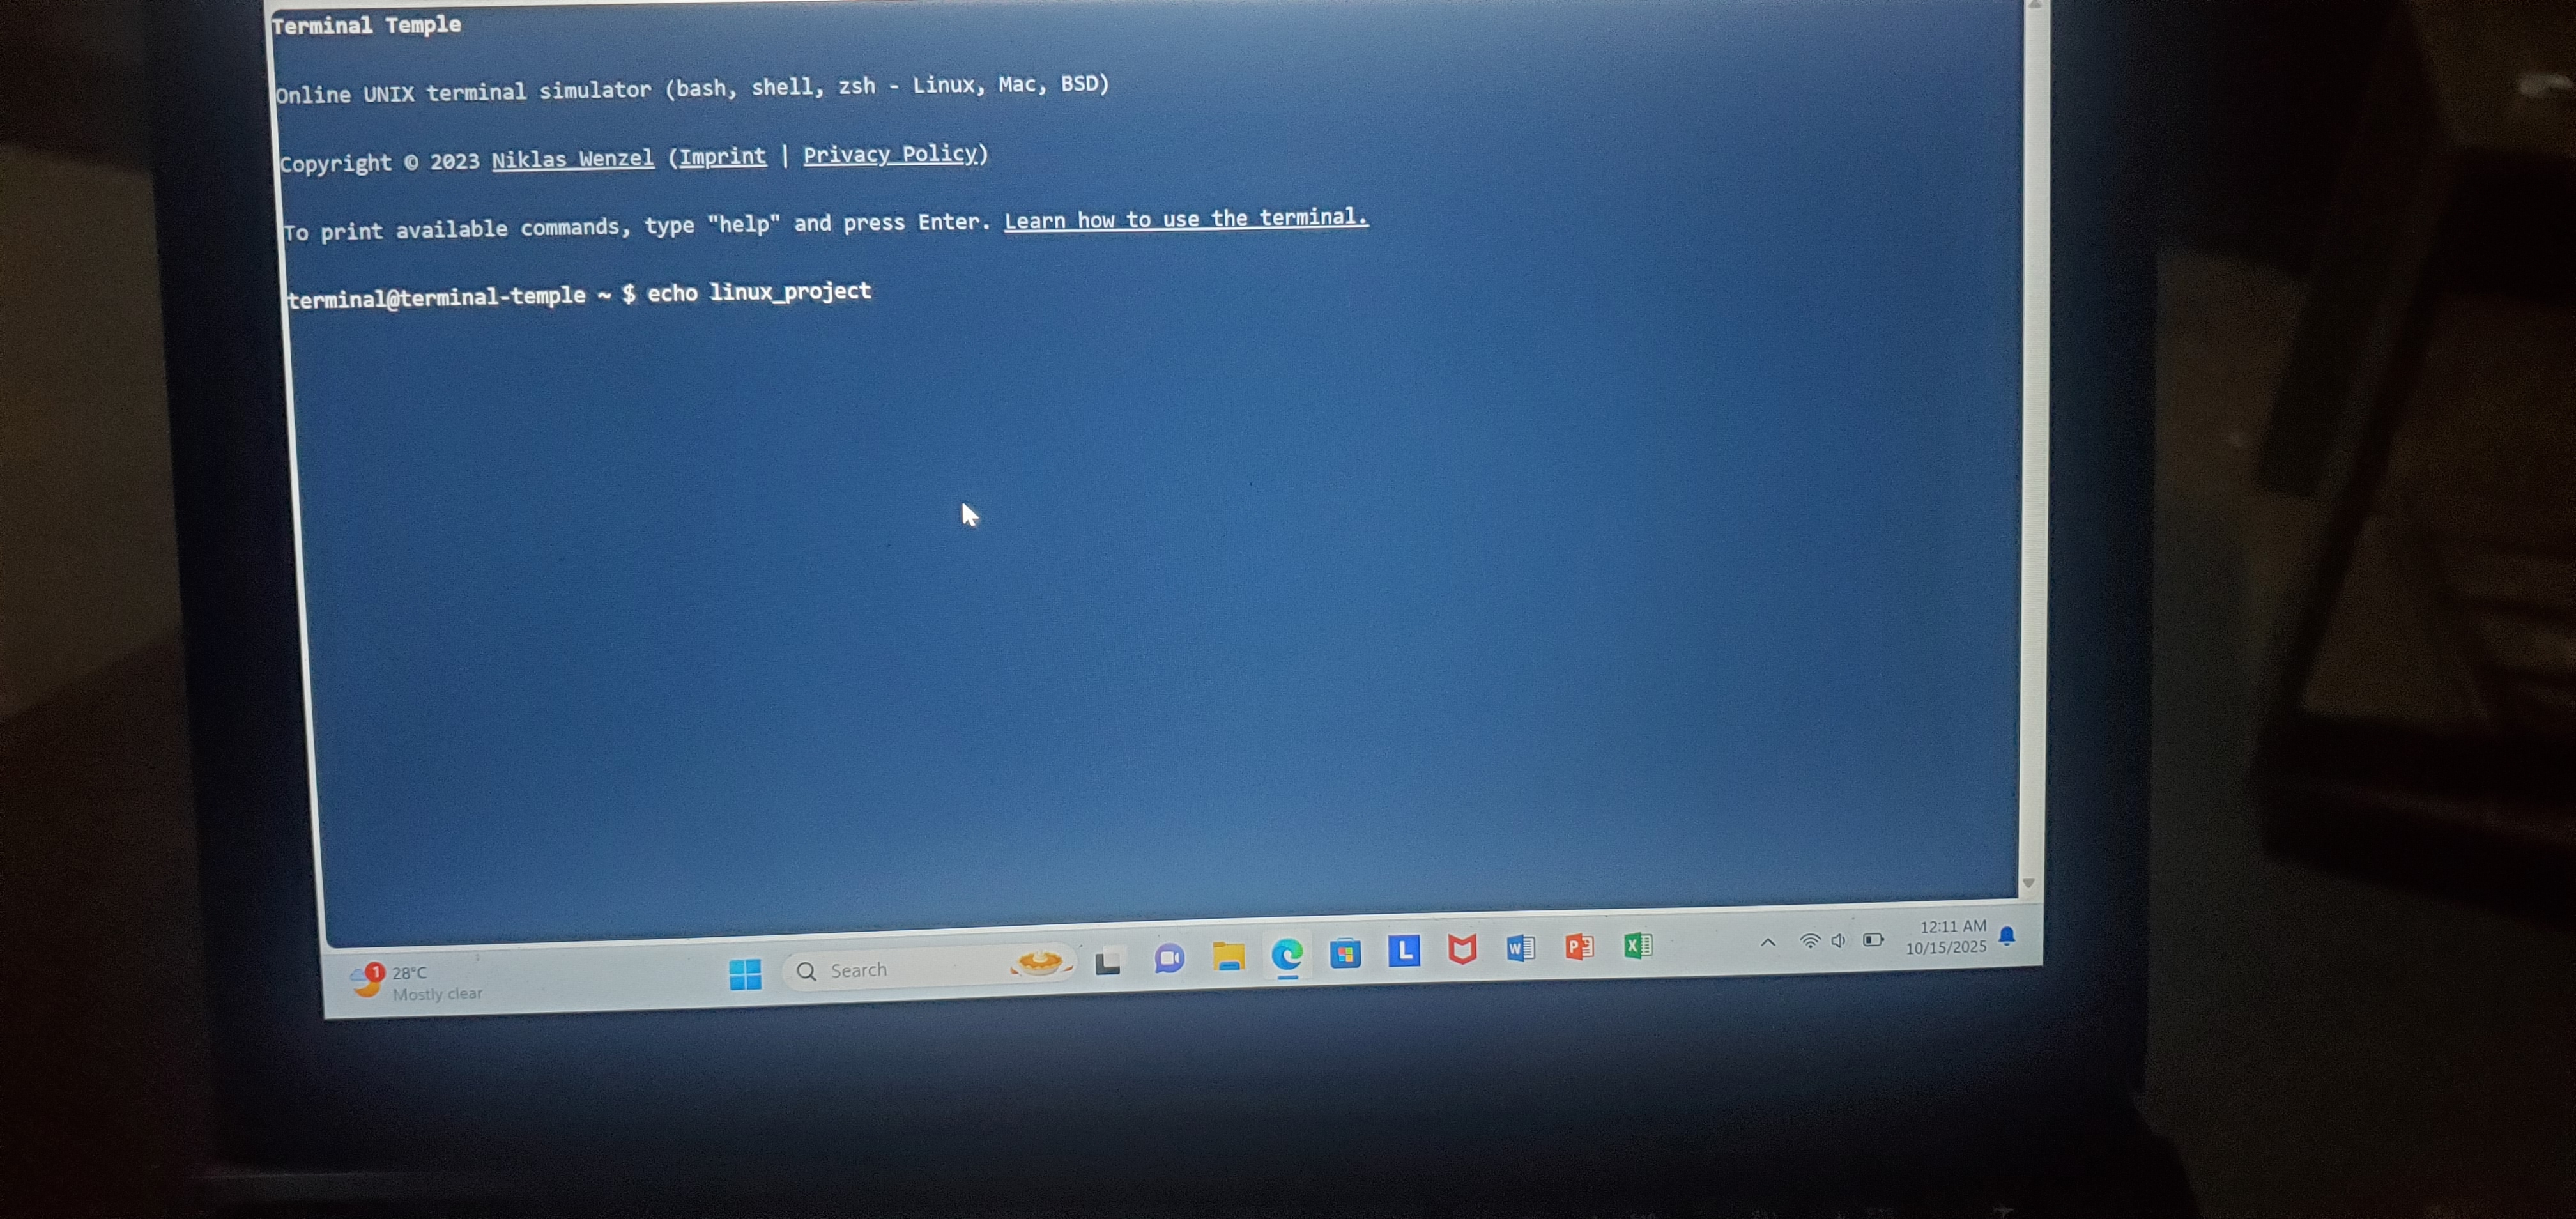 Terminal Temple
Online UNIX terminal simulator (bash, shell, zsh - Linux, Mac, BSD)
Copyright © 2023 Niklas Wenzel (Imprint | Privacy Policy)
To print available commands, type "help" and press Enter. Learn how to use the terminal.
terminal@terminal-temple ~ $ echo linux_project
1
28°C
Mostly clear
Search
L
W
P
X
12:11 AM
10/15/2025